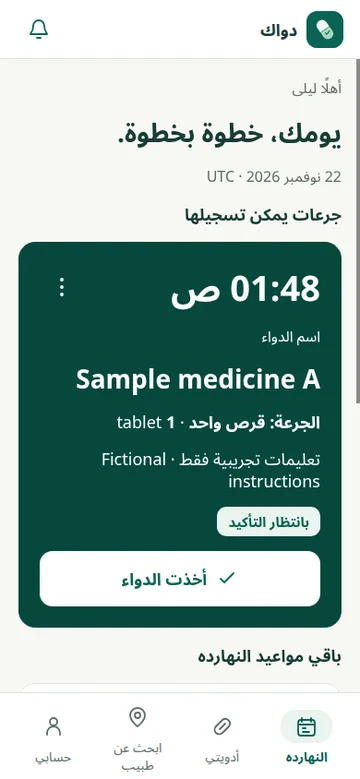 دواك
أهلًا ليلى
يومك، خطوة بخطوة.
22 نوفمبر 2026 · UTC
جرعات يمكن تسجيلها
01:48 ص
اسم الدواء
Sample medicine A
الجرعة: قرص واحد · 1 tablet
تعليمات تجريبية فقط · Fictional
instructions
بانتظار التأكيد
أخذت الدواء
باقي مواعيد النهارده
النهارده
أدويتي
ابحث عن
طبيب
حسابي